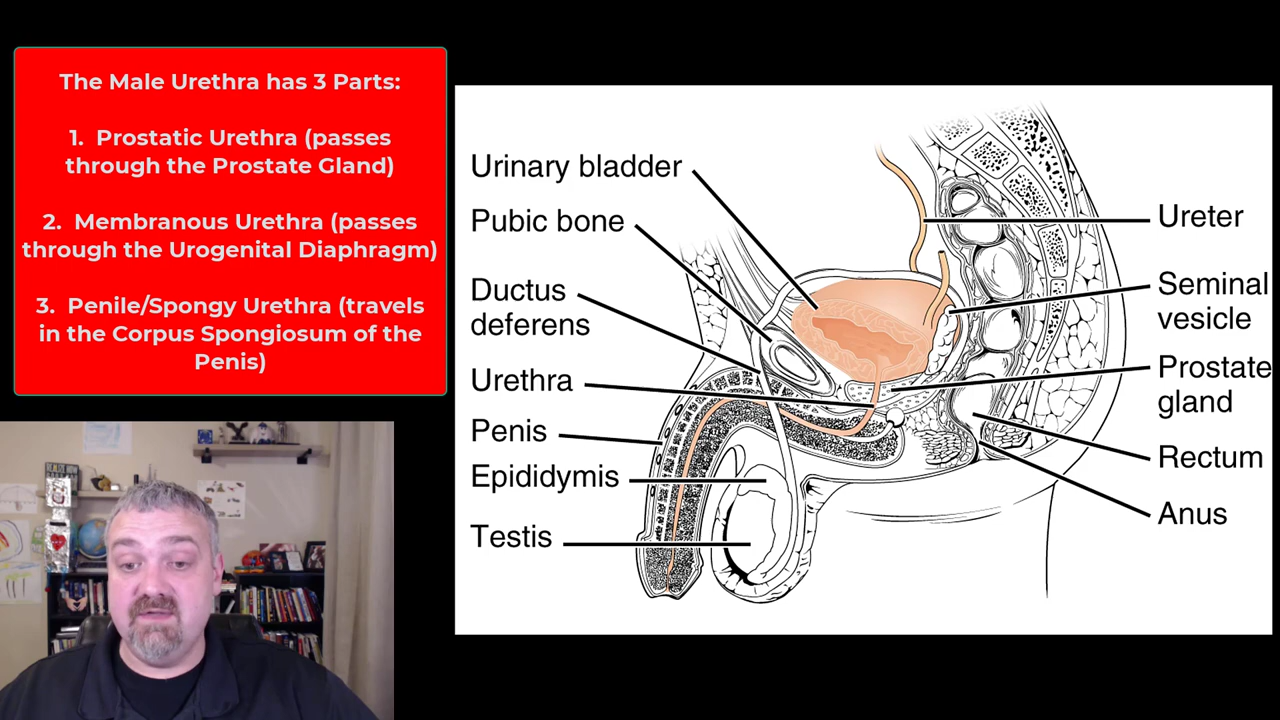 The Male Urethra has 3 Parts:
1. Prostatic Urethra (passes
through the Prostate Gland)
2. Membranous Urethra (passes
through the Urogenital Diaphragm)
3. Penile/Spongy Urethra (travels
in the Corpus Spongiosum of the
Penis)
Urinary bladder
Pubic bone
Ductus
deferens
Urethra
Penis
Epididymis
Testis
Ureter
Seminal
vesicle
Prostate
gland
Rectum
Anus